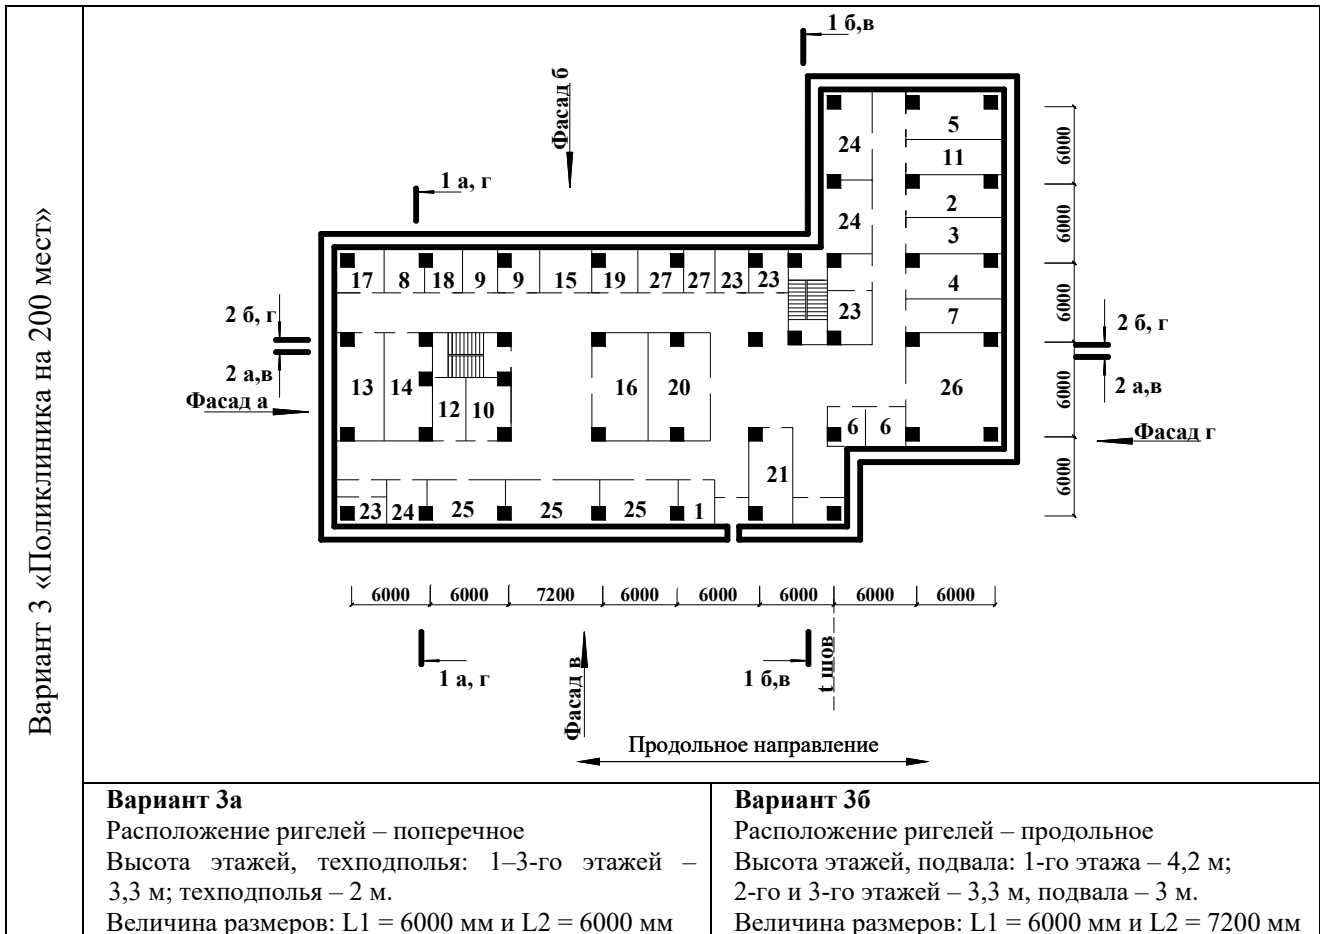 Вариант 3 «Поликлиника на 200 мест»
1 б,в
Фасад б
1 а, г
5
24
11
6000
2
24
3
6000
17 8 18 9 9 15 19 27 27 23 23
4
23
7
6000
2 б, г
2 б, г
2 а,в
2 а,в
13 14 12 10 16 20
26
6000
Фасад а
6 6
Фасад г
21
6000
23 24 25 25 25 1
6000 6000 7200 6000 6000 6000 6000 6000
1 а, г
Фасад в
1 б,в
t шов
Продольное направление
Вариант 3а
Расположение ригелей – поперечное
Высота этажей, техподполья: 1–3-го этажей –
3,3 м; техподполья – 2 м.
Величина размеров: L1 = 6000 мм и L2 = 6000 мм
Вариант 3б
Расположение ригелей – продольное
Высота этажей, подвала: 1-го этажа – 4,2 м;
2-го и 3-го этажей – 3,3 м, подвала – 3 м.
Величина размеров: L1 = 6000 мм и L2 = 7200 мм